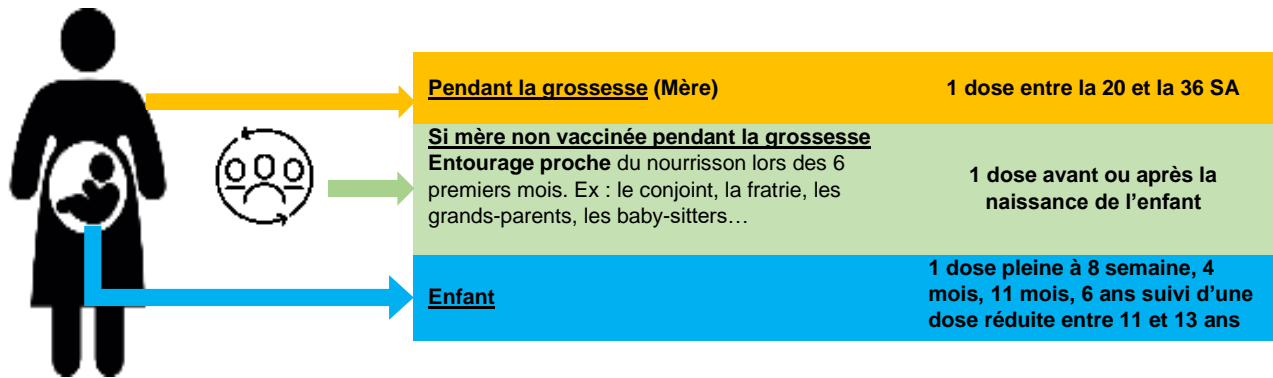 Pendant la grossesse (Mère)
1 dose entre la 20 et la 36 SA
Si mère non vaccinée pendant la grossesse
Entourage proche du nourrisson lors des 6
premiers mois. Ex : le conjoint, la fratrie, les
grands-parents, les baby-sitters…
1 dose avant ou après la
naissance de l’enfant
Enfant
1 dose pleine à 8 semaine, 4
mois, 11 mois, 6 ans suivi d’une
dose réduite entre 11 et 13 ans